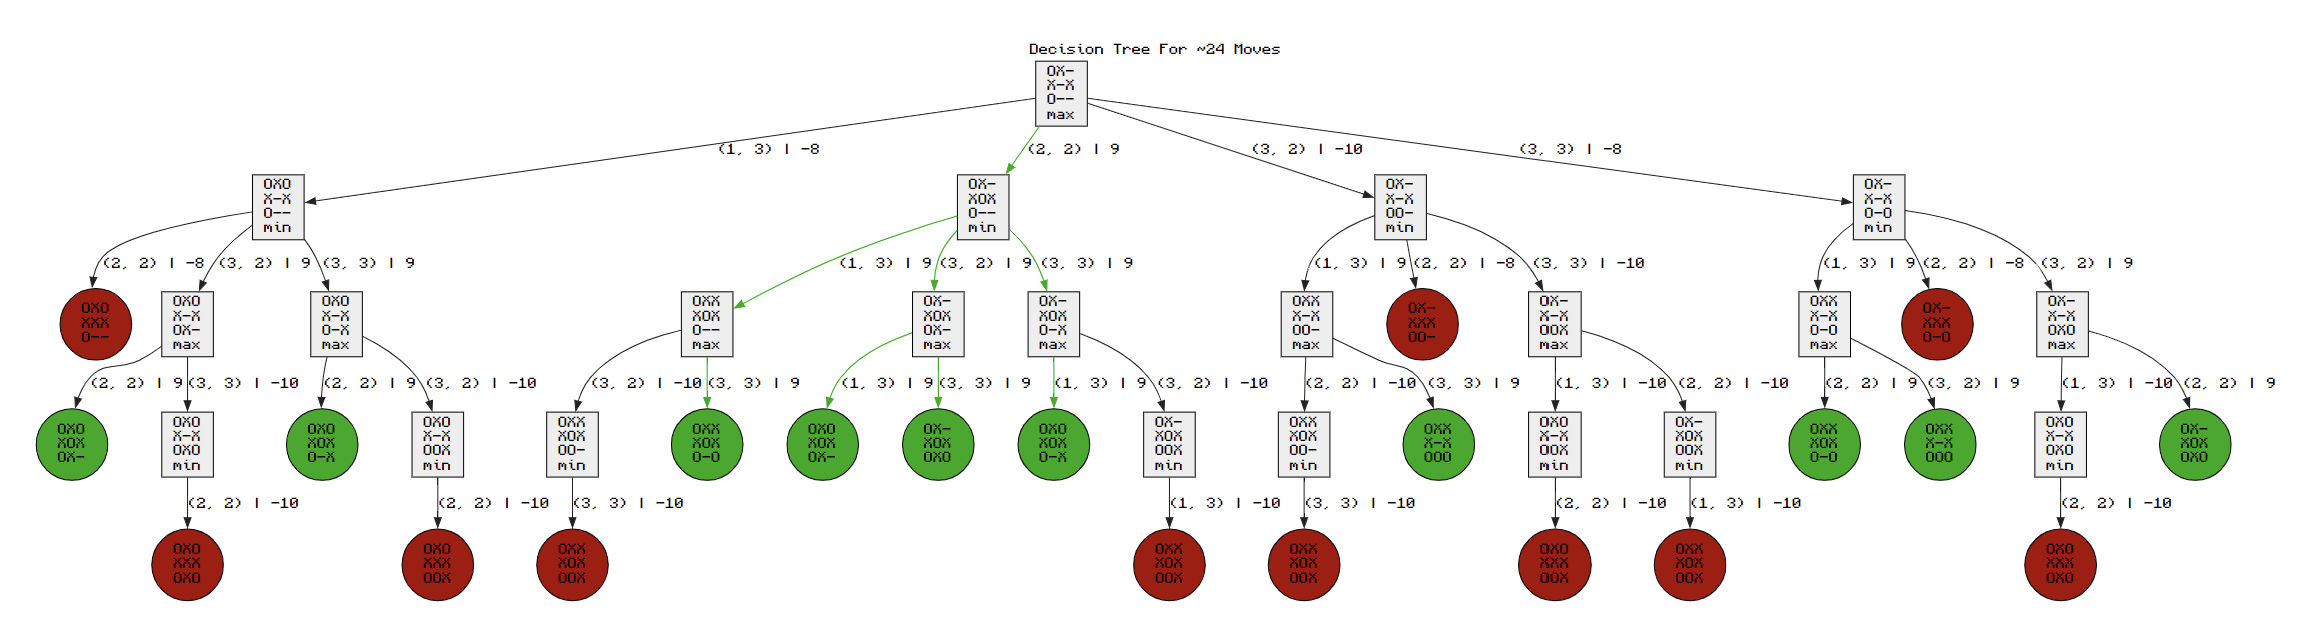 Decision Tree For ~24 Moves
OX-
X-X
O--
max
(1, 3) | -8
(2, 2) | 9
(3, 2) | -10
(3, 3) | -8
OXO
X-X
O--
min
OX-
XOX
O--
min
OX-
X-X
OO-
min
OX-
X-X
O-O
min
(2, 2) | -8
(3, 2) | 9
(3, 3) | 9
(1, 3) | 9
(3, 2) | 9
(3, 3) | 9
(1, 3) | 9
(2, 2) | -8
(3, 3) | -10
(1, 3) | 9
(2, 2) | -8
(3, 2) | 9
OXO
XXX
O--
OXO
X-X
OX-
max
OXO
X-X
O-X
max
OXX
XOX
O--
max
OX-
XOX
OX-
max
OX-
XOX
O-X
max
OXX
X-X
OO-
max
OX-
XXX
OO-
OX-
X-X
OOX
max
OXX
X-X
O-O
max
OX-
XXX
O-O
OX-
X-X
OXO
max
(2, 2) | 9
(3, 3) | -10
(2, 2) | 9
(3, 2) | -10
(3, 2) | -10
(3, 3) | 9
(1, 3) | 9
(3, 3) | 9
(1, 3) | 9
(3, 2) | -10
(2, 2) | -10
(3, 3) | 9
(1, 3) | -10
(2, 2) | -10
(2, 2) | 9
(3, 2) | 9
(1, 3) | -10
(2, 2) | 9
OXO
XOX
OX-
OXO
X-X
OXO
min
OXO
XOX
O-X
OXO
X-X
OOX
min
OXX
XOX
OO-
min
OXX
XOX
O-O
OXO
XOX
OX-
OX-
XOX
OXO
OXO
XOX
O-X
OX-
XOX
OOX
min
OXX
XOX
OO-
min
OXX
X-X
OOO
OXO
X-X
OOX
min
OX-
XOX
OOX
min
OXX
XOX
O-O
OXX
X-X
OOO
OXO
X-X
OXO
min
OX-
XOX
OXO
(2, 2) | -10
(2, 2) | -10
(3, 3) | -10
(1, 3) | -10
(3, 3) | -10
(2, 2) | -10
(1, 3) | -10
(2, 2) | -10
OXO
XXX
OXO
OXO
XXX
OOX
OXX
XOX
OOX
OXX
XOX
OOX
OXX
XOX
OOX
OXO
XXX
OOX
OXX
XOX
OOX
OXO
XXX
OXO